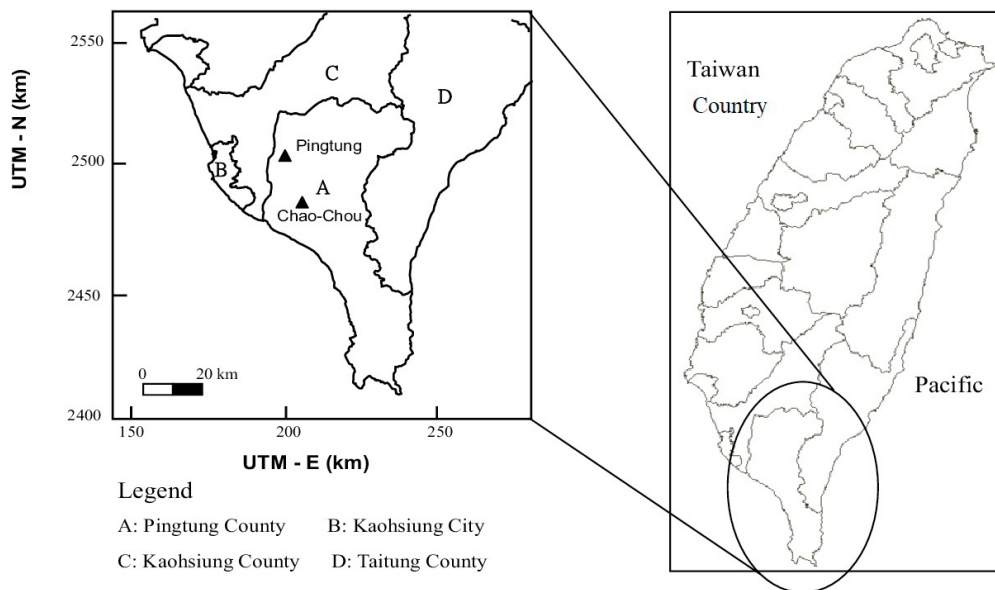 UTM - N (km)
2550
2500
2450
2400
C
D
Pingtung
B
A
Chao-Chou
0 20 km
150 200 250
UTM - E (km)
Legend
A: Pingtung County B: Kaohsiung City
C: Kaohsiung County D: Taitung County
Taiwan
Country
Pacific